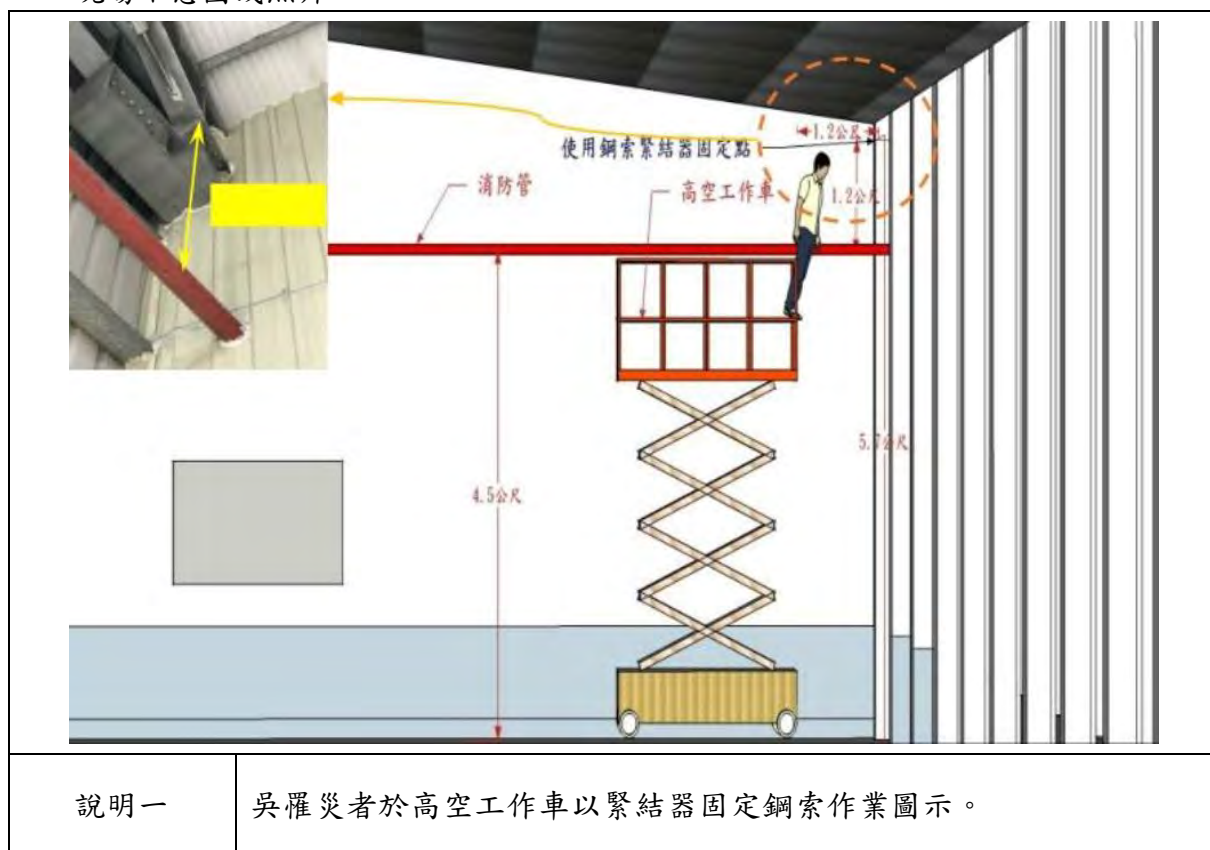 1.2公尺
使用鋼索緊結器固定點
消防管
高空工作車
1.2公尺
4.5公尺
5.7公尺
說明一
吳罹災者於高空工作車以緊結器固定鋼索作業圖示。